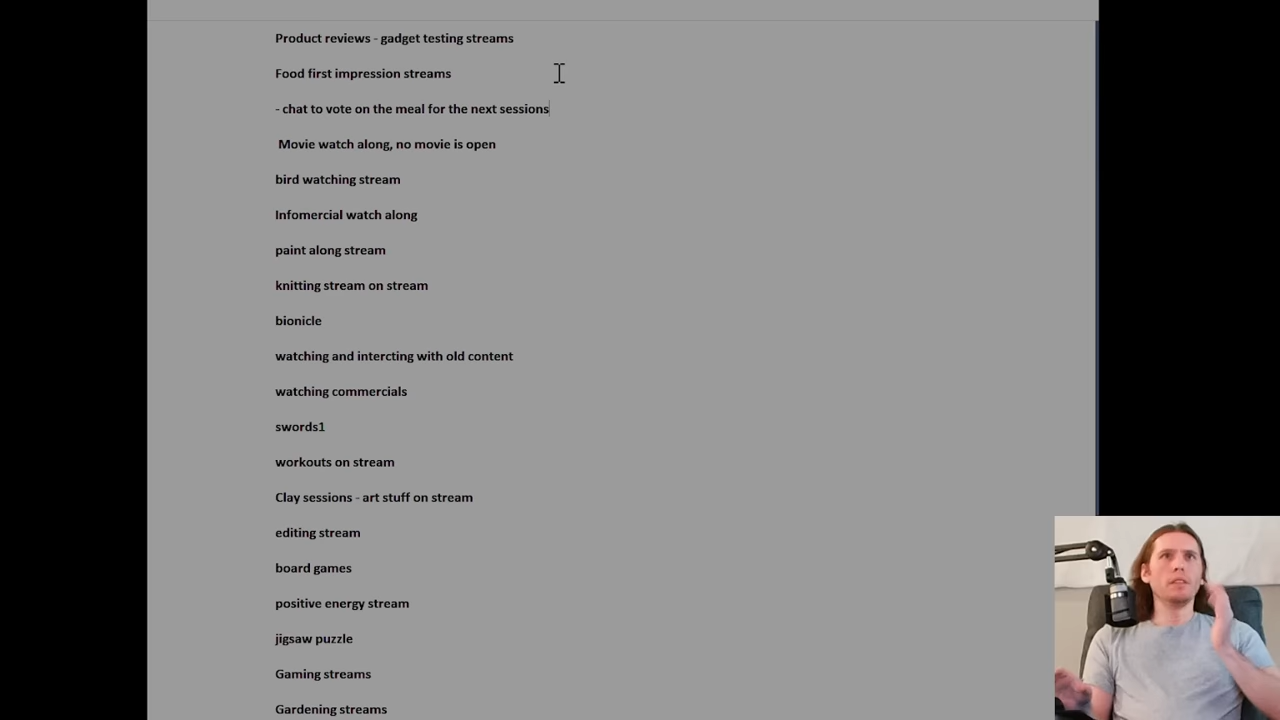 Product reviews - gadget testing streams
Food first impression streams
- chat to vote on the meal for the next sessions
Movie watch along, no movie is open
bird watching stream
Infomercial watch along
paint along stream
knitting stream on stream
bionicle
watching and intercting with old content
watching commercials
swords1
workouts on stream
Clay sessions - art stuff on stream
editing stream
board games
positive energy stream
jigsaw puzzle
Gaming streams
Gardening streams